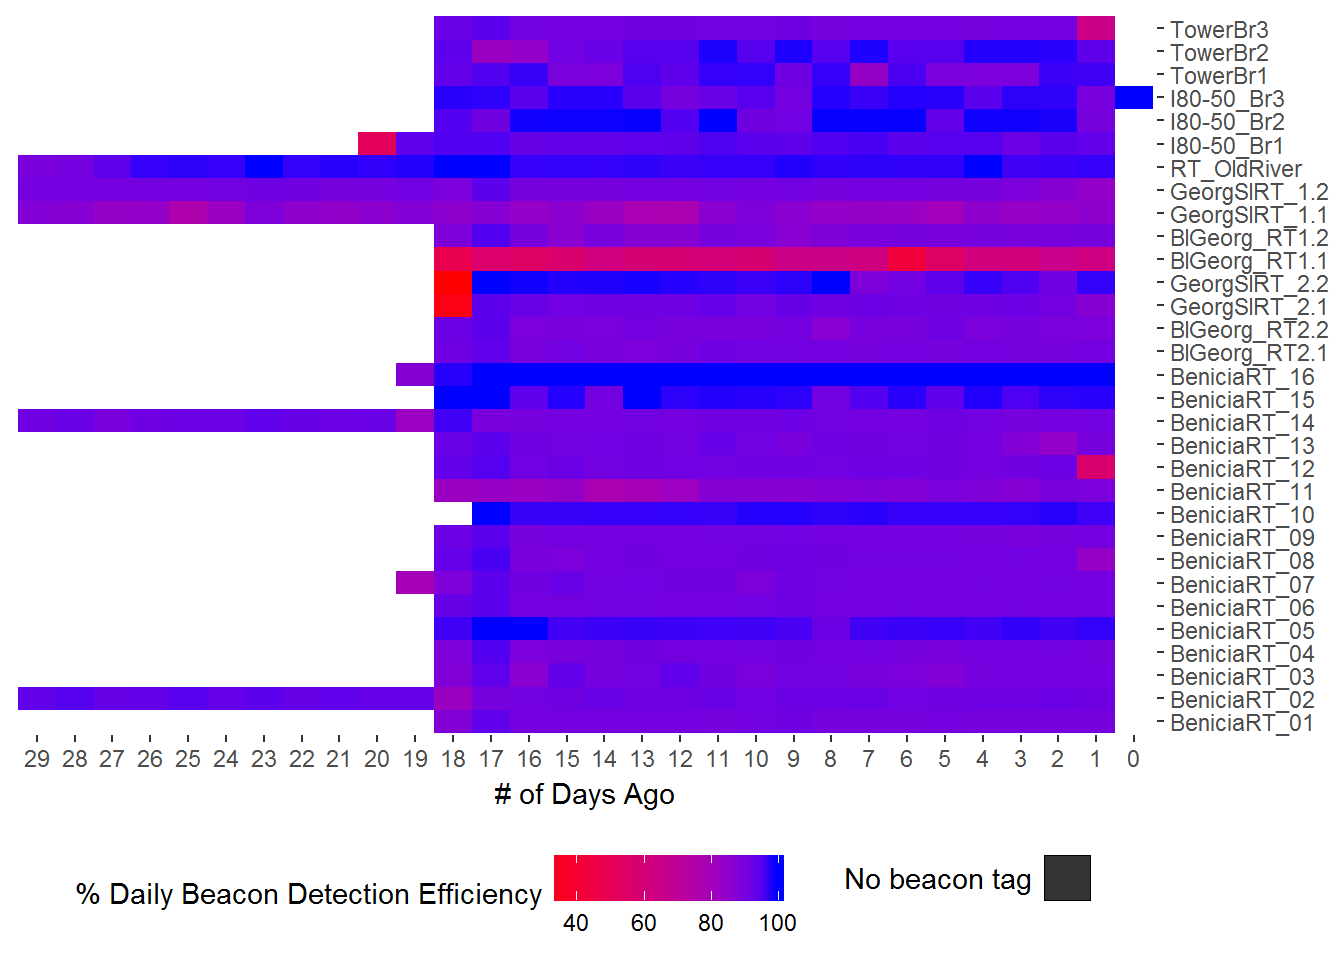 TowerBr3
TowerBr2
TowerBr1
I80-50_Br3
I80-50_Br2
I80-50_Br1
RT_OldRiver
GeorgSlRT_1.2
GeorgSlRT_1.1
BlGeorg_RT1.2
BlGeorg_RT1.1
GeorgSlRT_2.2
GeorgSlRT_2.1
BlGeorg_RT2.2
BlGeorg_RT2.1
BeniciaRT_16
BeniciaRT_15
BeniciaRT_14
BeniciaRT_13
BeniciaRT_12
BeniciaRT_11
BeniciaRT_10
BeniciaRT_09
BeniciaRT_08
BeniciaRT_07
BeniciaRT_06
BeniciaRT_05
BeniciaRT_04
BeniciaRT_03
BeniciaRT_02
BeniciaRT_01
29 28 27 26 25 24 23 22 21 20 19 18 17 16 15 14 13 12 11 10 9 8 7 6 5 4 3 2 1 0
# of Days Ago
% Daily Beacon Detection Efficiency
40 60 80 100
No beacon tag